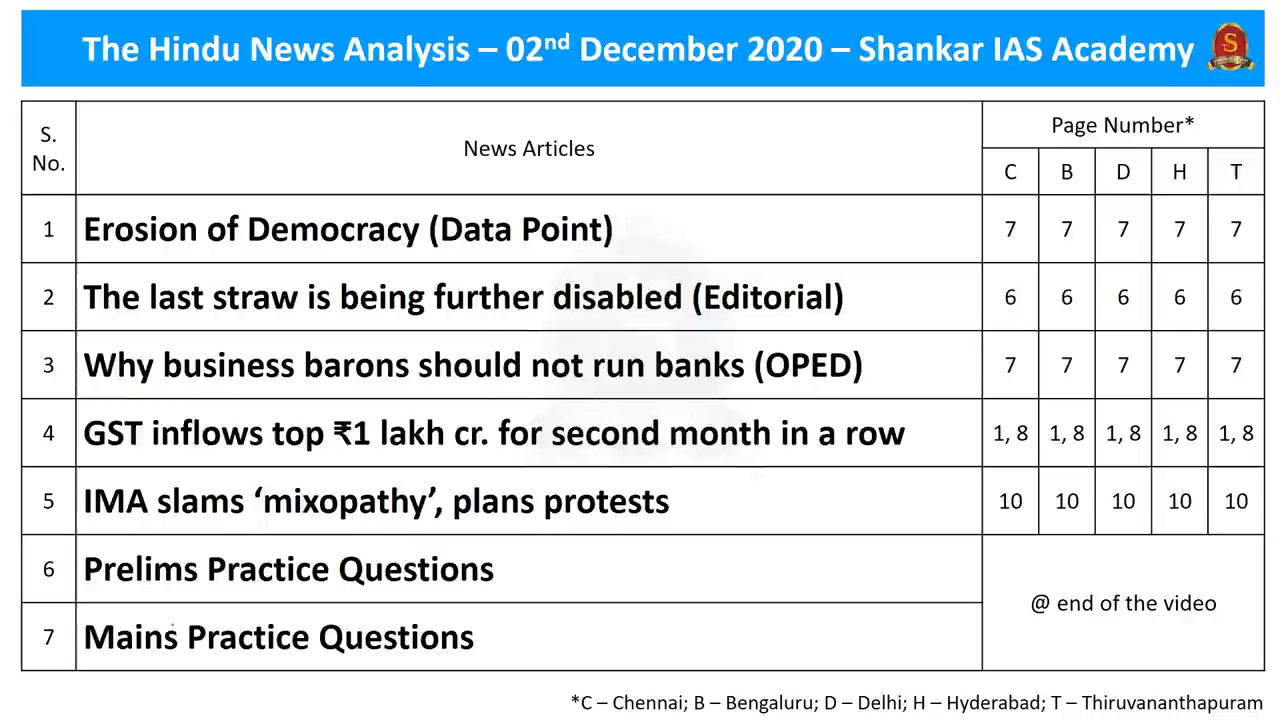 The Hindu News Analysis – 02nd December 2020 – Shankar IAS Academy
S. No.
News Articles
Page Number*
C B D H T
1 Erosion of Democracy (Data Point) 7 7 7 7 7
2 The last straw is being further disabled (Editorial) 6 6 6 6 6
3 Why business barons should not run banks (OPED) 7 7 7 7 7
4 GST inflows top ₹1 lakh cr. for second month in a row 1, 8 1, 8 1, 8 1, 8 1, 8
5 IMA slams ‘mixopathy’, plans protests 10 10 10 10 10
6 Prelims Practice Questions
@ end of the video
7 Mains Practice Questions
*C – Chennai; B – Bengaluru; D – Delhi; H – Hyderabad; T – Thiruvananthapuram